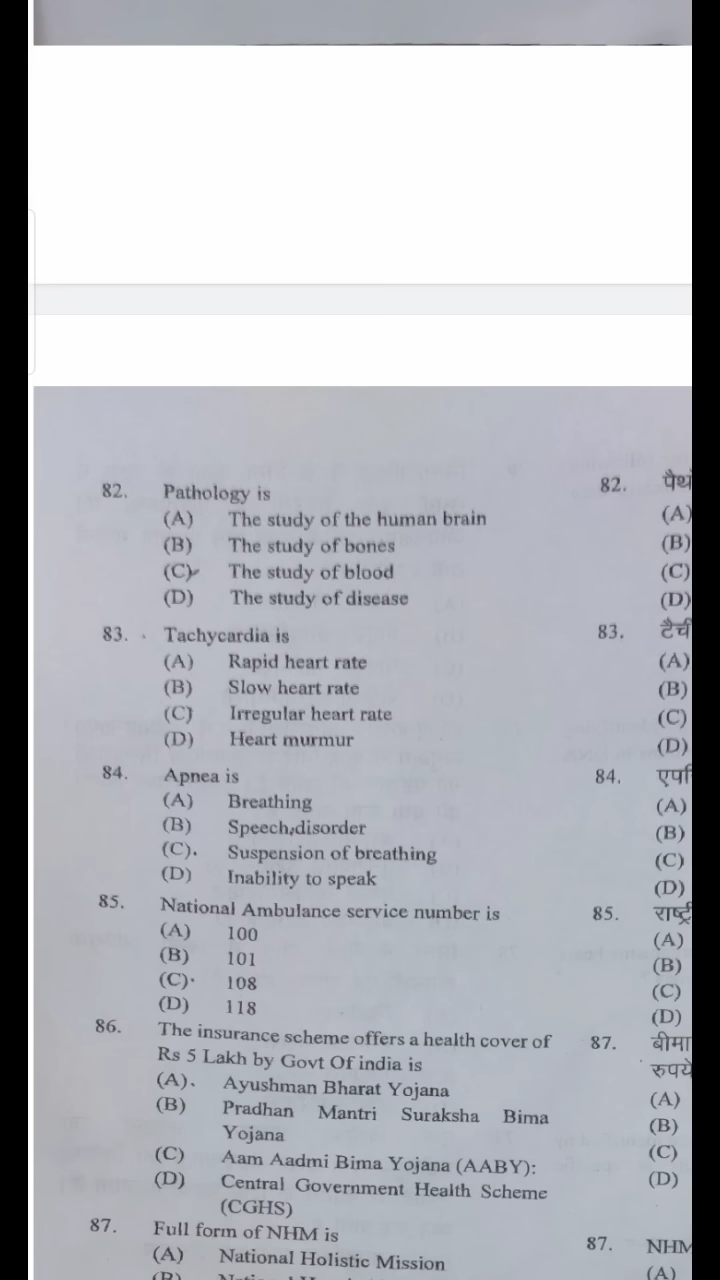 82. Pathology is
(A) The study of the human brain
(B) The study of bones
(C) The study of blood
(D) The study of disease
83. Tachycardia is
(A) Rapid heart rate
(B) Slow heart rate
(C) Irregular heart rate
(D) Heart murmur
84. Apnea is
(A) Breathing
(B) Speech disorder
(C). Suspension of breathing
(D) Inability to speak
85. National Ambulance service number is
(A) 100
(B) 101
(C). 108
(D) 118
86. The insurance scheme offers a health cover of
Rs 5 Lakh by Govt Of india is
(A). Ayushman Bharat Yojana
(B) Pradhan Mantri Suraksha Bima
Yojana
(C) Aam Aadmi Bima Yojana (AABY):
(D) Central Government Health Scheme
(CGHS)
87. Full form of NHM is
(A) National Holistic Mission
(B)
82.
(A)
(B)
(C)
(D)
83.
(A)
(B)
(C)
(D)
84.
(A)
(B)
(C)
(D)
85.
(A)
(B)
(C)
(D)
87. बीमा
रुपये
(A)
(B)
(C)
(D)
87. NHM
(A)